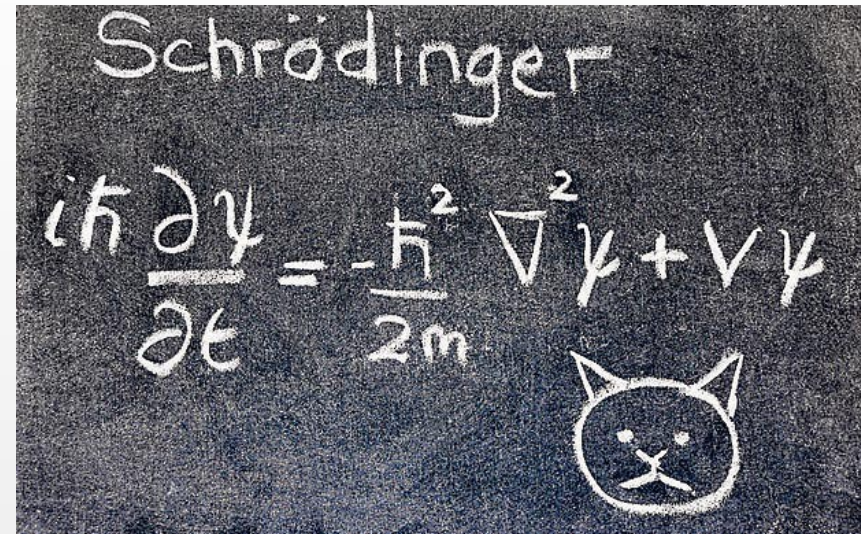 Schrödinger
iħ ∂ψ/∂t = -ħ²/2m ∇²ψ + Vψ